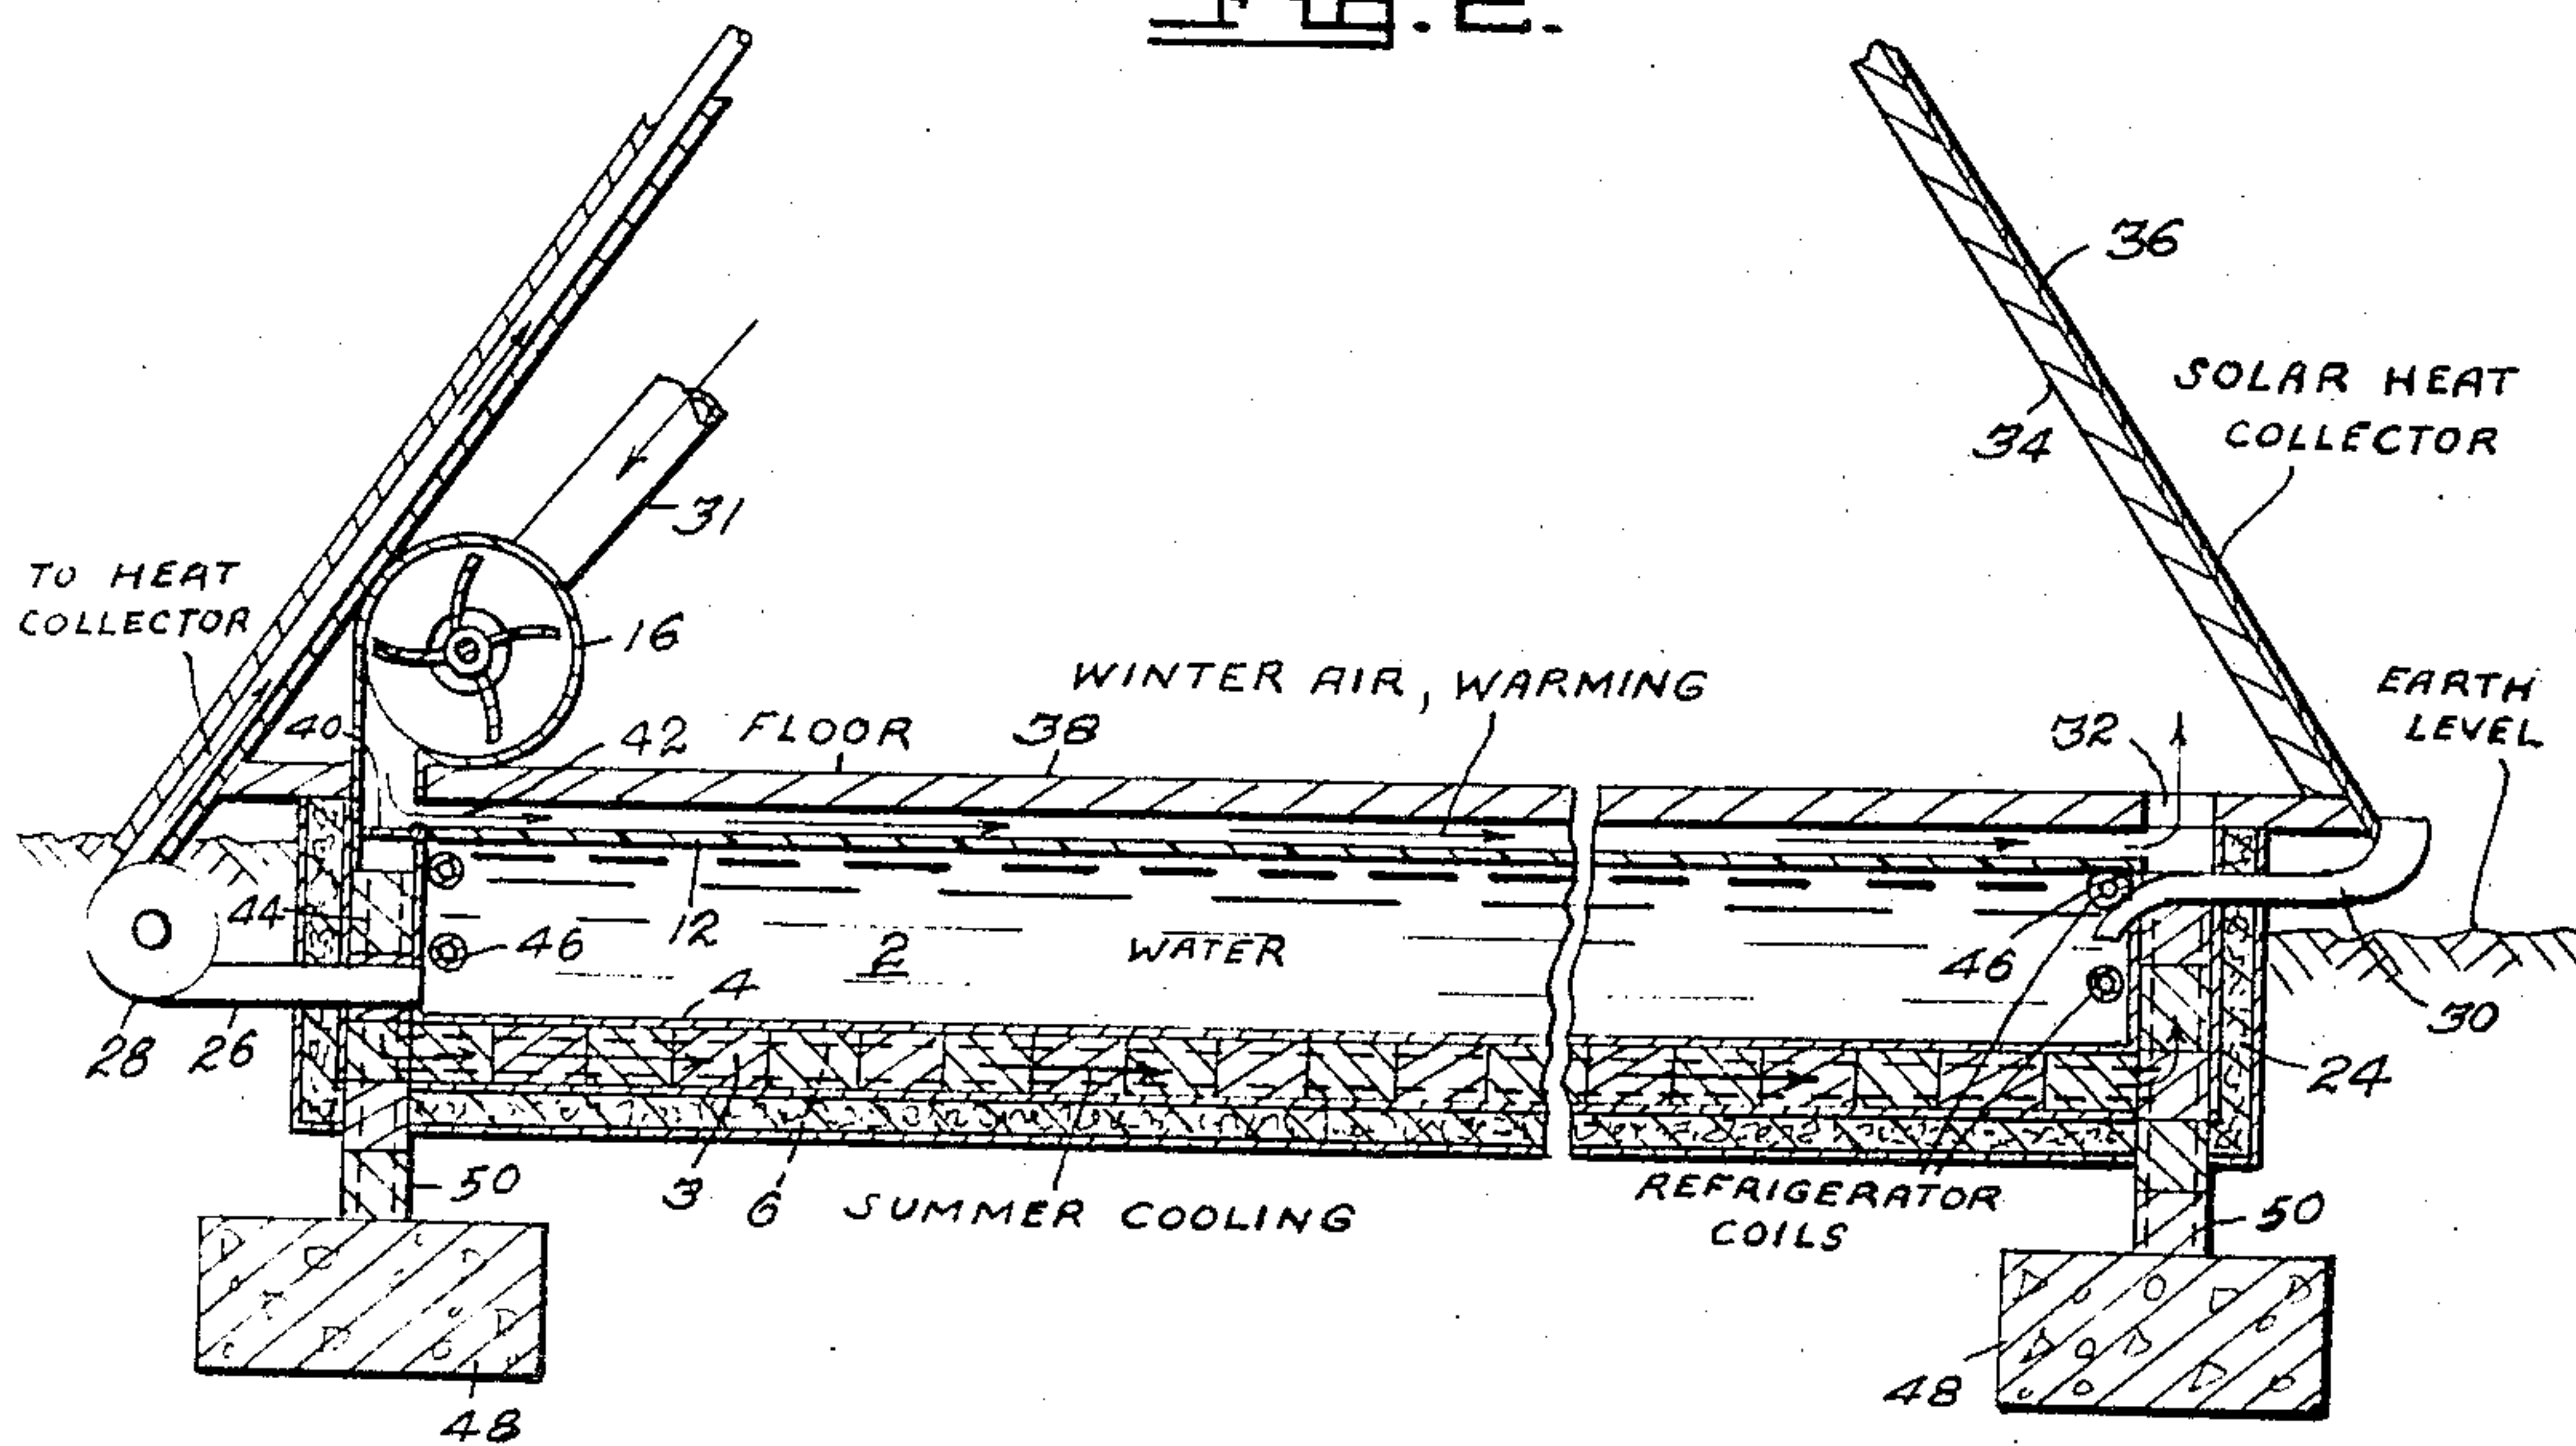 FIG. 2.
36
SOLAR HEAT
COLLECTOR
34
31
TO HEAT
COLLECTOR
16
WINTER AIR, WARMING
EARTH
LEVEL
40
42
FLOOR
38
32
44
46
12
2
WATER
46
4
28
26
30
24
3
6
SUMMER COOLING
REFRIGERATOR
COILS
50
50
48
48